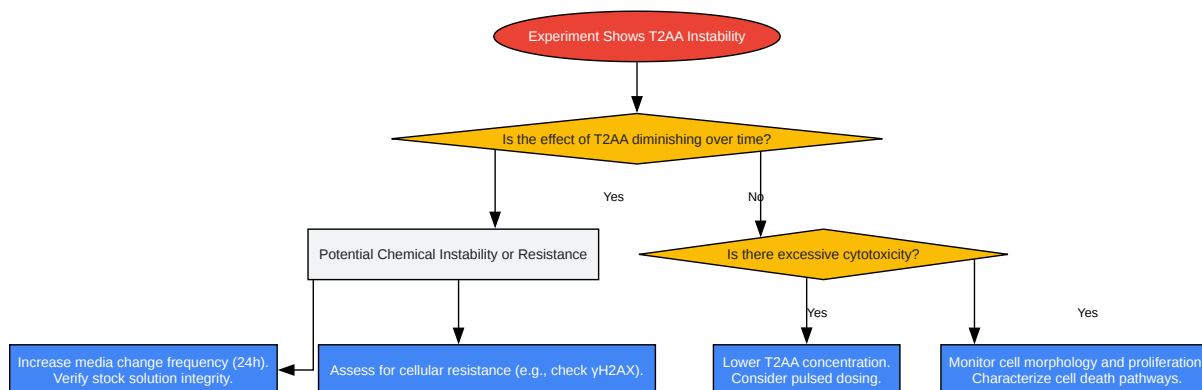 Experiment Shows T2AA Instability
Is the effect of T2AA diminishing over time?
Yes
No
Potential Chemical Instability or Resistance
Is there excessive cytotoxicity?
Yes
Yes
Increase media change frequency (24h).
Verify stock solution integrity.
Assess for cellular resistance (e.g., check γH2AX).
Lower T2AA concentration.
Consider pulsed dosing.
Monitor cell morphology and proliferation
Characterize cell death pathways.